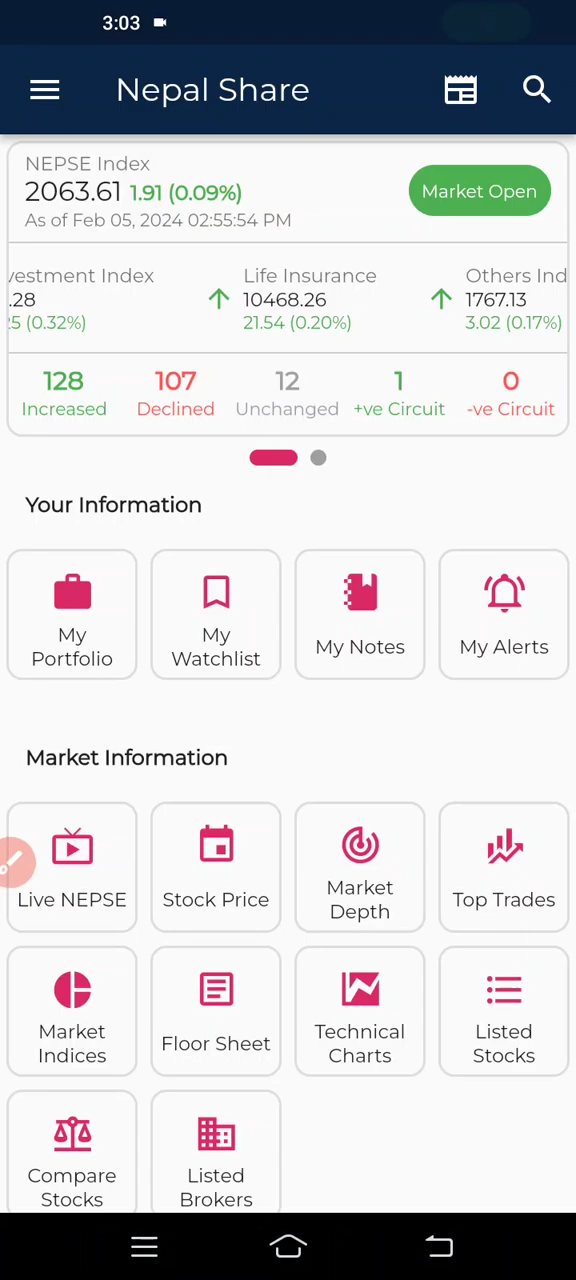 3:03
Nepal Share
NEPSE Index
2063.61 1.91 (0.09%)
Market Open
As of Feb 05, 2024 02:55:54 PM
vestment Index
Life Insurance
Others Ind
.28
10468.26
1767.13
25 (0.32%)
21.54 (0.20%)
3.02 (0.17%)
128
107
12
1
0
Increased
Declined
Unchanged
+ve Circuit
-ve Circuit
Your Information
My
Portfolio
My
Watchlist
My Notes
My Alerts
Market Information
Live NEPSE
Stock Price
Market
Depth
Top Trades
Market
Indices
Floor Sheet
Technical
Charts
Listed
Stocks
Compare
Stocks
Listed
Brokers